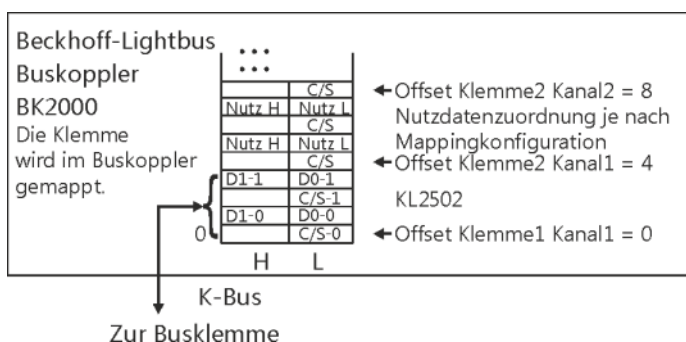 Beckhoff-Lightbus
Buskoppler
BK2000
Die Klemme
wird im Buskoppler
gemappt.
C/S
Nutz H Nutz L
C/S
Nutz H Nutz L
C/S
D1-1 D0-1
C/S-1
D1-0 D0-0
0 C/S-0
H L
Offset Klemme2 Kanal2 = 8
Nutzdatenzuordnung je nach
Mappingkonfiguration
Offset Klemme2 Kanal1 = 4
KL2502
Offset Klemme1 Kanal1 = 0
K-Bus
Zur Busklemme